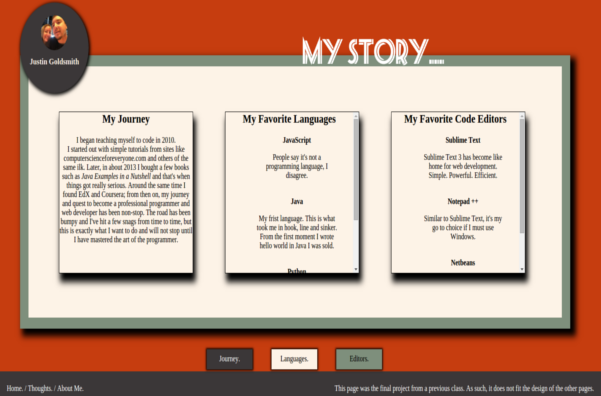 MY STORY....
Justin Goldsmith
My Journey
I began teaching myself to code in 2010.
I started out with simple tutorials from sites like
computerscienceforeveryone.com and others of the
same ilk. Later, in about 2013 I bought a few books
such as Java Examples in a Nutshell and that's when
things got really serious. Around the same time I
found EdX and Coursera; from then on, my journey
and quest to become a professional programmer and
web developer has been non-stop. The road has been
bumpy and I've hit a few snags from time to time, but
this is exactly what I want to do and will not stop until
I have mastered the art of the programmer.
My Favorite Languages
JavaScript
People say it's not a
programming language, I
disagree.
Java
My frist language. This is what
took me in hook, line and sinker.
From the first moment I wrote
hello world in Java I was sold.
Python
My Favorite Code Editors
Sublime Text
Sublime Text 3 has become like
home for web development.
Simple. Powerful. Efficient.
Notepad ++
Similar to Sublime Text, it's my
go to choice if I must use
Windows.
Netbeans
Journey.
Languages.
Editors.
Home. / Thoughts. / About Me.
This page was the final project from a previous class. As such, it does not fit the design of the other pages.